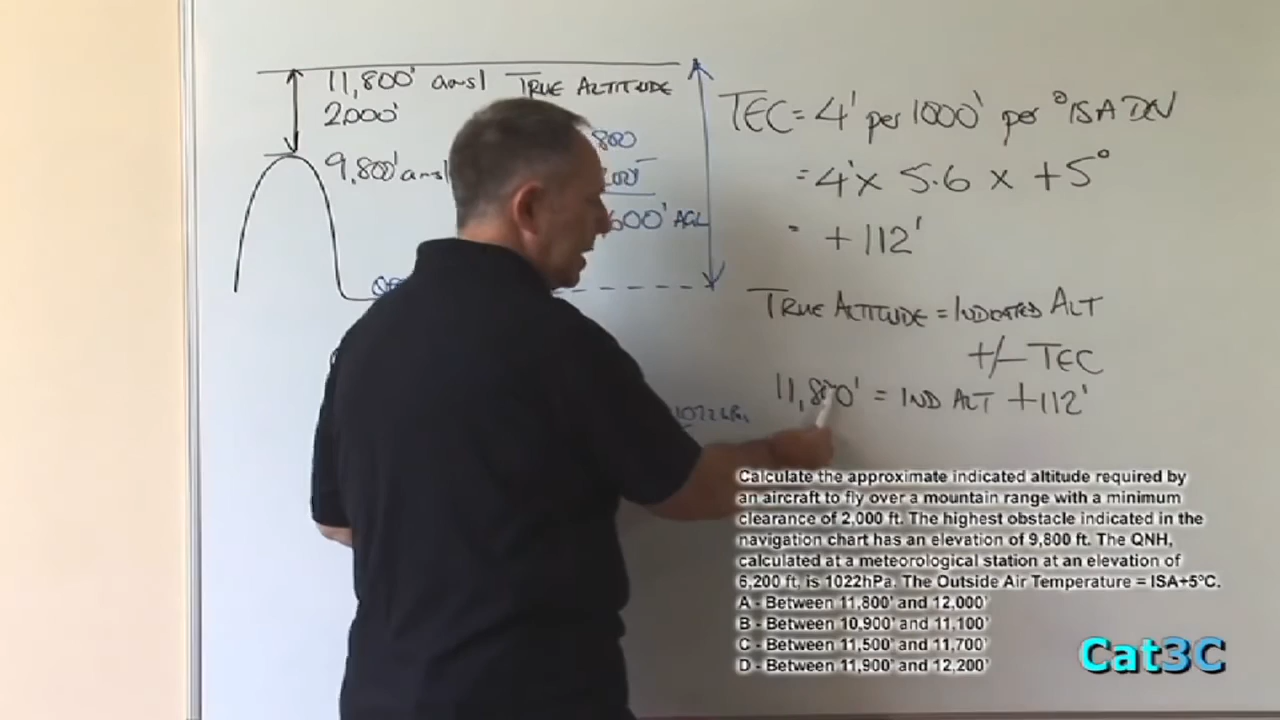 11,800' amsl TRUE ALTITUDE
2,000'
9,800' amsl
800
600' AGL
TEC = 4' per 1000' per °ISA DEV
= 4' x 5.6 x +5°
= +112'
TRUE ALTITUDE = INDICATED ALT
+/- TEC
11,800' = IND ALT +112'
1022 hPa
Calculate the approximate indicated altitude required by
an aircraft to fly over a mountain range with a minimum
clearance of 2,000 ft. The highest obstacle indicated in the
navigation chart has an elevation of 9,800 ft. The QNH,
calculated at a meteorological station at an elevation of
6,200 ft, is 1022hPa. The Outside Air Temperature = ISA+5°C.
A - Between 11,800' and 12,000'
B - Between 10,900' and 11,100'
C - Between 11,500' and 11,700'
D - Between 11,900' and 12,200'
Cat3C